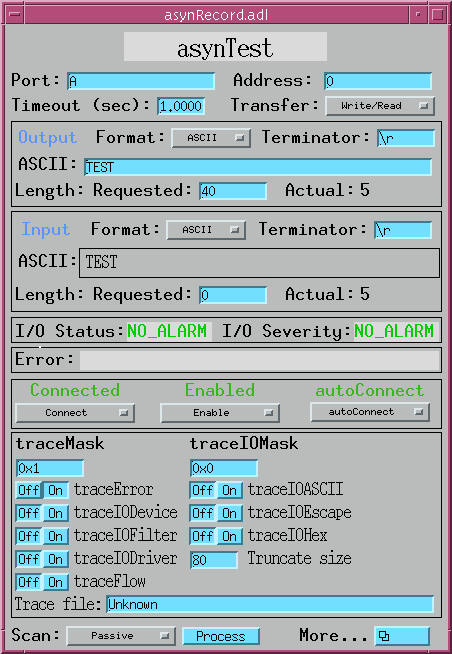 asynRecord.adl
asynTest
Port: A Address: 0
Timeout (sec): 1.0000 Transfer: Write/Read
Output Format: ASCII Terminator: \r
ASCII: TEST
Length: Requested: 40 Actual: 5
Input Format: ASCII Terminator: \r
ASCII: TEST
Length: Requested: 0 Actual: 5
I/O Status: NO_ALARM I/O Severity: NO_ALARM
Error:
Connected Enabled autoConnect
Connect Enable autoConnect
traceMask traceIOMask
0x1 0x0
Off On traceError Off On traceIOASCII
Off On traceIODevice Off On traceIOEscape
Off On traceIOFilter Off On traceIOHex
Off On traceIODriver 80 Truncate size
Off On traceFlow
Trace file: Unknown
Scan: Passive Process More...